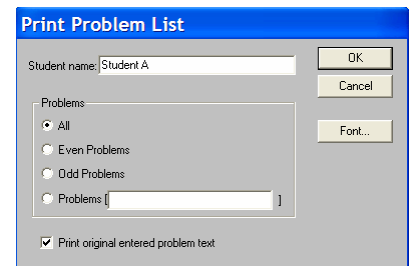 Print Problem List
Student name: Student A
OK
Cancel
Font...
Problems
All
Even Problems
Odd Problems
Problems [ ]
Print original entered problem text